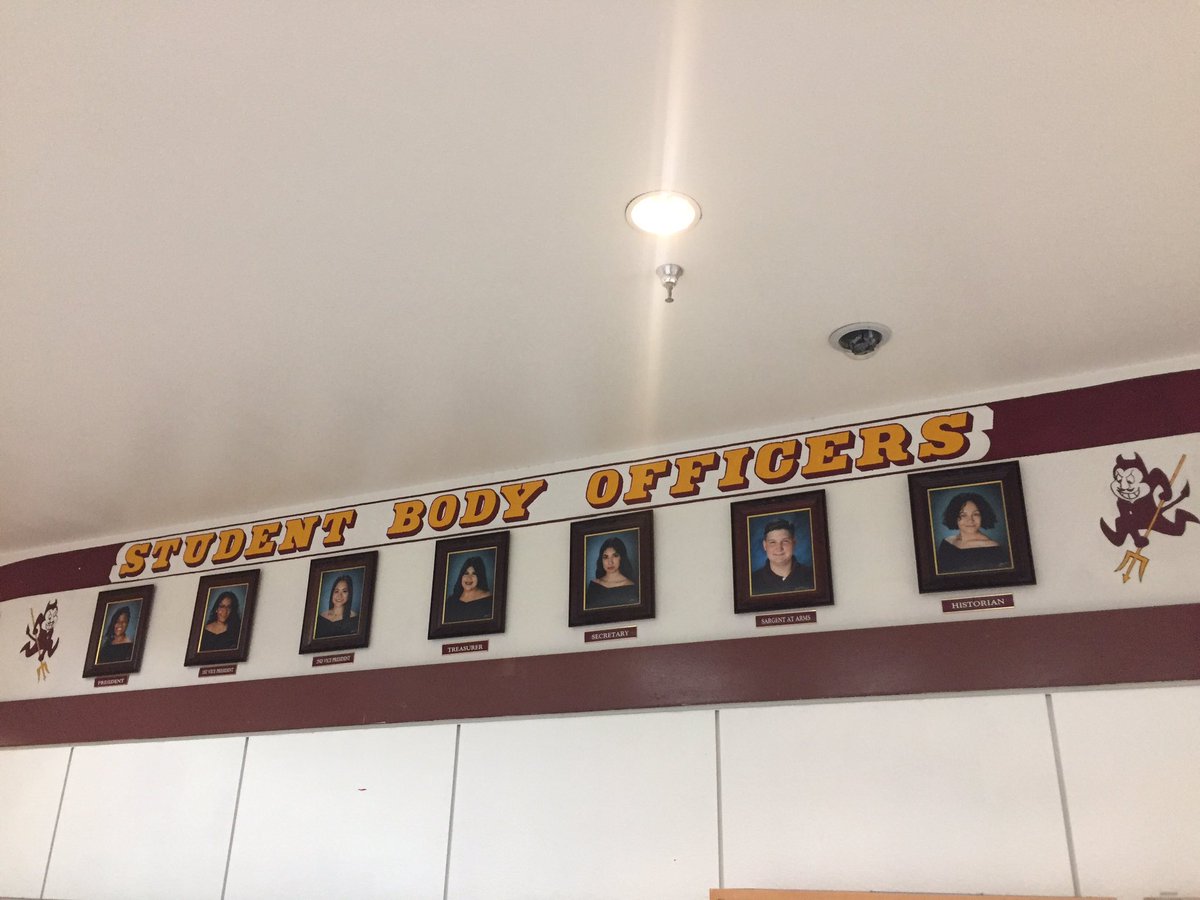 STUDENT BODY OFFICERS
PRESIDENT
1ST VICE PRESIDENT
2ND VICE PRESIDENT
TREASURER
SECRETARY
SARGENT AT ARMS
HISTORIAN